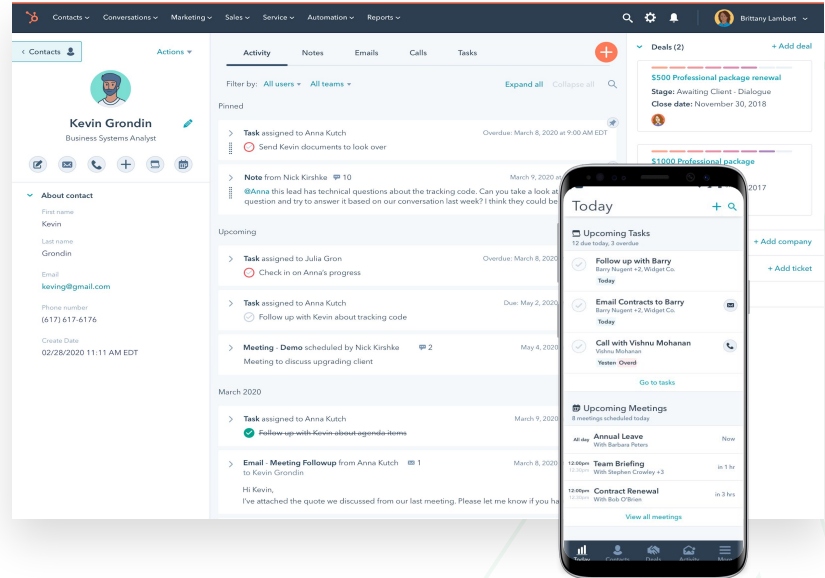 Contacts Conversations Marketing Sales Service Automation Reports Brittany Lambert
< Contacts
Actions
Kevin Grondin
Business Systems Analyst
About contact
First name
Kevin
Last name
Grondin
Email
keving@gmail.com
Phone number
(617) 617-6176
Create Date
02/28/2020 11:11 AM EDT
Activity Notes Emails Calls Tasks
Filter by: All users All teams Expand all Collapse all
Pinned
Task assigned to Anna Kutch Overdue: March 8, 2020 at 9:00 AM EDT
Send Kevin documents to look over
Note from Nick Kirshke 10 March 9, 2020 at
@Anna this lead has technical questions about the tracking code. Can you take a look at
question and try to answer it based on our conversation last week? I think they could be
Upcoming
Task assigned to Julia Gron Overdue: March 8, 2020
Check in on Anna's progress
Task assigned to Anna Kutch Due: May 2, 2020
Follow up with Kevin about tracking code
Meeting - Demo scheduled by Nick Kirshke 2 May 4, 2020
Meeting to discuss upgrading client
March 2020
Task assigned to Anna Kutch March 9, 2020
Follow up with Kevin about agenda items
Email - Meeting Followup from Anna Kutch 1 March 8, 2020
to Kevin Grondin
Hi Kevin,
I've attached the quote we discussed from our last meeting. Please let me know if you ha
Deals (2) + Add deal
$500 Professional package renewal
Stage: Awaiting Client - Dialogue
Close date: November 30, 2018
$1000 Professional package
2017
+ Add company
+ Add ticket
Today
Upcoming Tasks
12 due today, 3 overdue
Follow up with Barry
Barry Nugent +2, Widget Co.
Today
Email Contracts to Barry
Barry Nugent +2, Widget Co.
Today
Call with Vishnu Mohanan
Vishnu Mohanan
Yester Overd
Go to tasks
Upcoming Meetings
8 meetings scheduled today
All day Annual Leave Now
With Barbara Peters
12:00pm Team Briefing in 1 hr
With Stephen Crowley +3
12:00pm Contract Renewal in 3 hrs
With Bob O'Brien
View all meetings
Today Contacts Deals Activity More